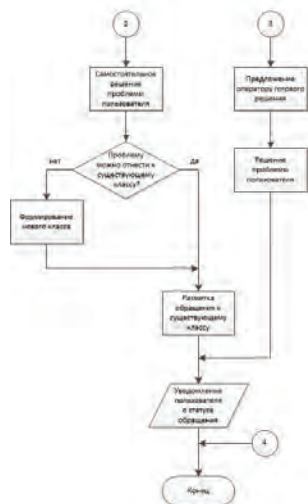 2
3
Самостоятельное
решение
проблемы
пользователя
Предложение
оператору готового
решения
Проблему
можно отнести к
существующему
классу?
нет
да
Решение
проблемы
пользователя
Формирование
нового класса
Разметка
обращения к
существующему
классу
Уведомление
пользователя
о статусе
обращения
4
Конец